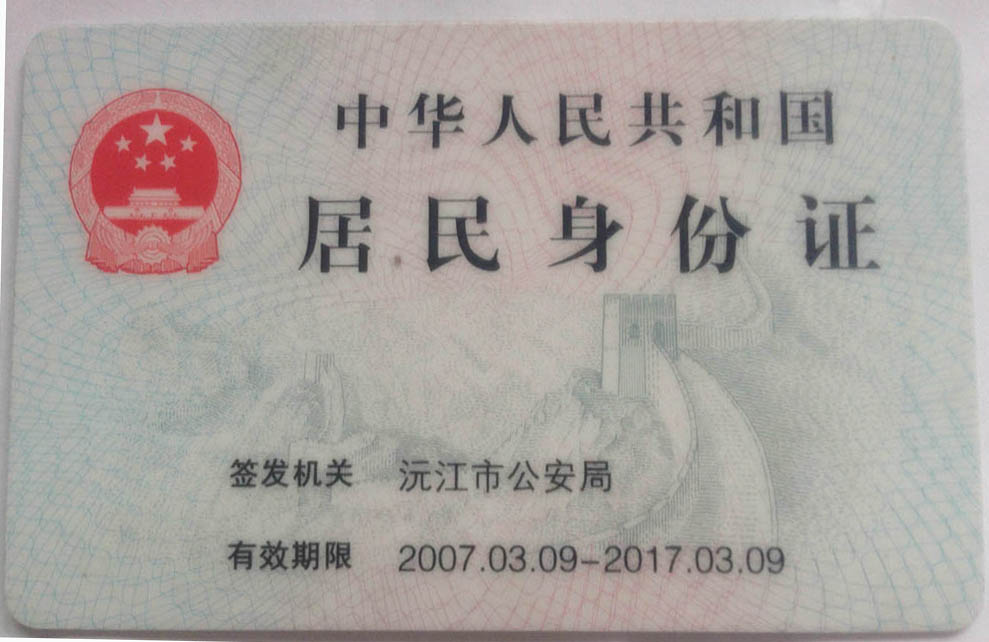 中华人民共和国
居民身份证
签发机关 沅江市公安局
有效期限 2007.03.09-2017.03.09